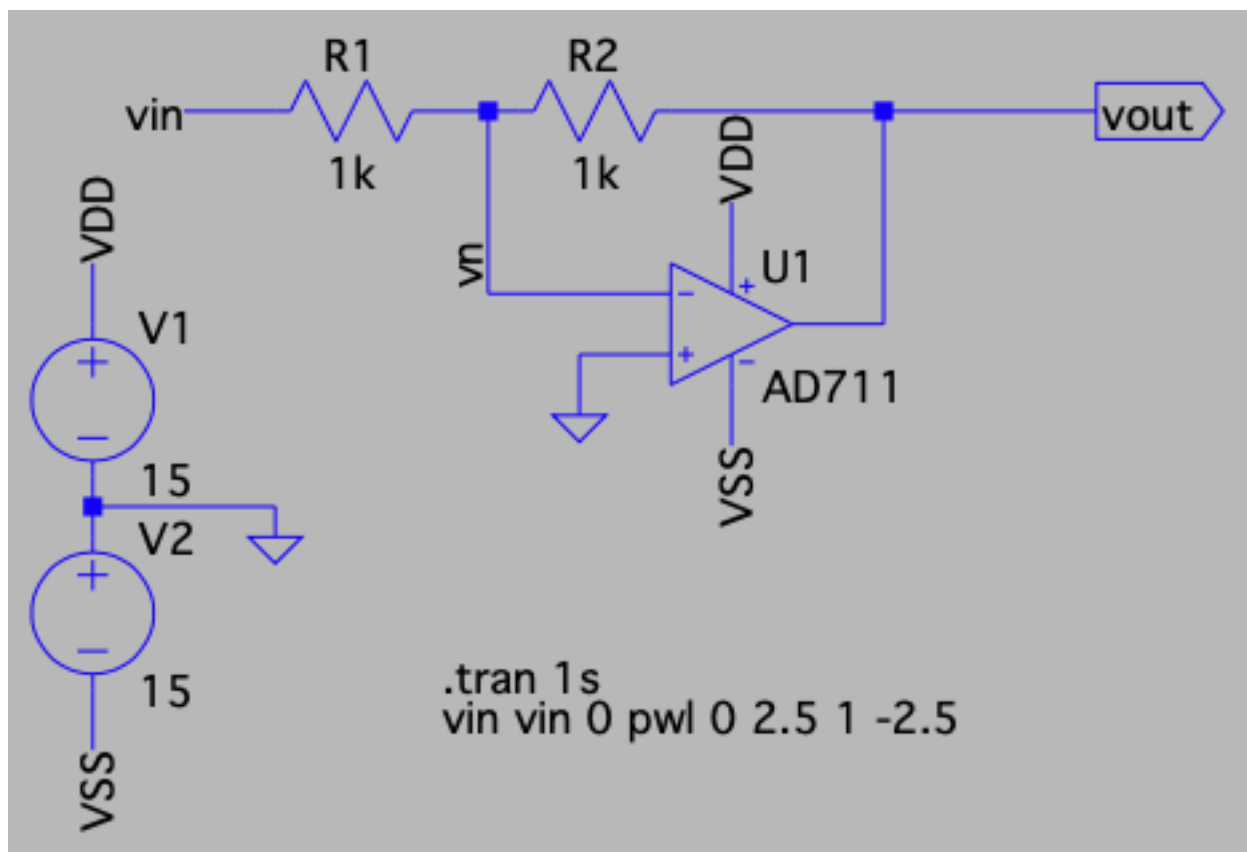 R1
R2
vin
1k
1k
VDD
vout
VDD
vn
U1
V1
AD711
15
VSS
V2
15
.tran 1s
vin vin 0 pwl 0 2.5 1 -2.5
VSS